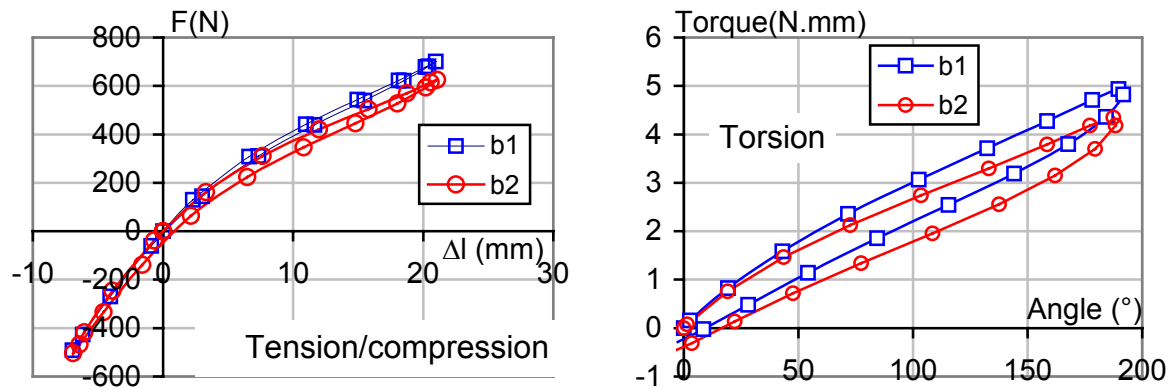 F(N)
800
600
400
200
0
-200
-400
-600
-10
0
10
20
30
Δl (mm)
b1
b2
Tension/compression
Torque(N.mm)
6
5
4
3
2
1
0
-1
0
50
100
150
200
Angle (°)
b1
b2
Torsion